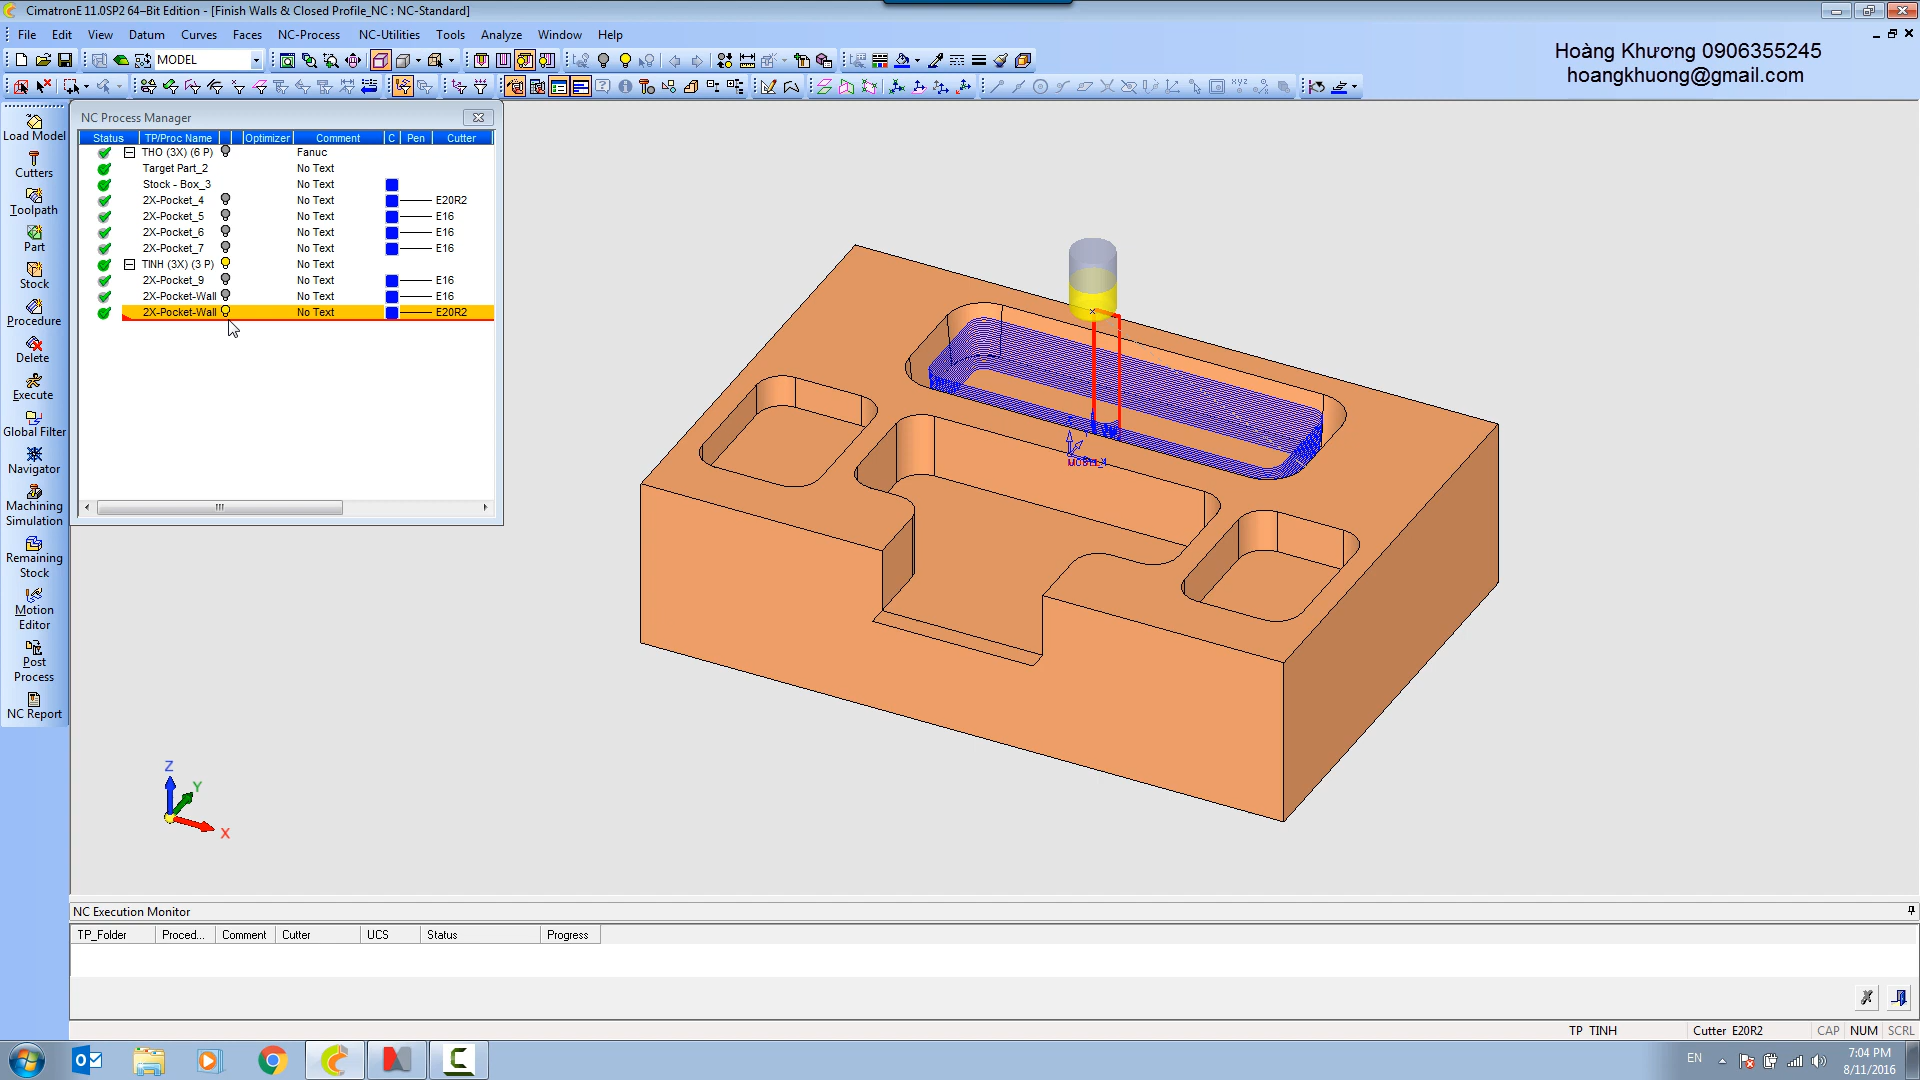 CimatronE 11.0SP2 64–Bit Edition - [Finish Walls & Closed Profile_NC : NC-Standard]
File Edit View Datum Curves Faces NC-Process NC-Utilities Tools Analyze Window Help
MODEL
Hoàng Khương 0906355245
hoangkhuong@gmail.com
Load Model
Cutters
Toolpath
Part
Stock
Procedure
Delete
Execute
Global Filter
Navigator
Machining
Simulation
Remaining
Stock
Motion
Editor
Post
Process
NC Report
NC Process Manager
Status TP/Proc Name Optimizer Comment C Pen Cutter
THO (3X) (6 P) Fanuc
Target Part_2 No Text
Stock - Box_3 No Text
2X-Pocket_4 No Text E20R2
2X-Pocket_5 No Text E16
2X-Pocket_6 No Text E16
2X-Pocket_7 No Text E16
TINH (3X) (3 P) No Text
2X-Pocket_9 No Text E16
2X-Pocket-Wall No Text E16
2X-Pocket-Wall No Text E20R2
Z
Y
X
NC Execution Monitor
TP_Folder Proced... Comment Cutter UCS Status Progress
TP TINH Cutter E20R2 CAP NUM SCRL
EN 7:04 PM
8/11/2016